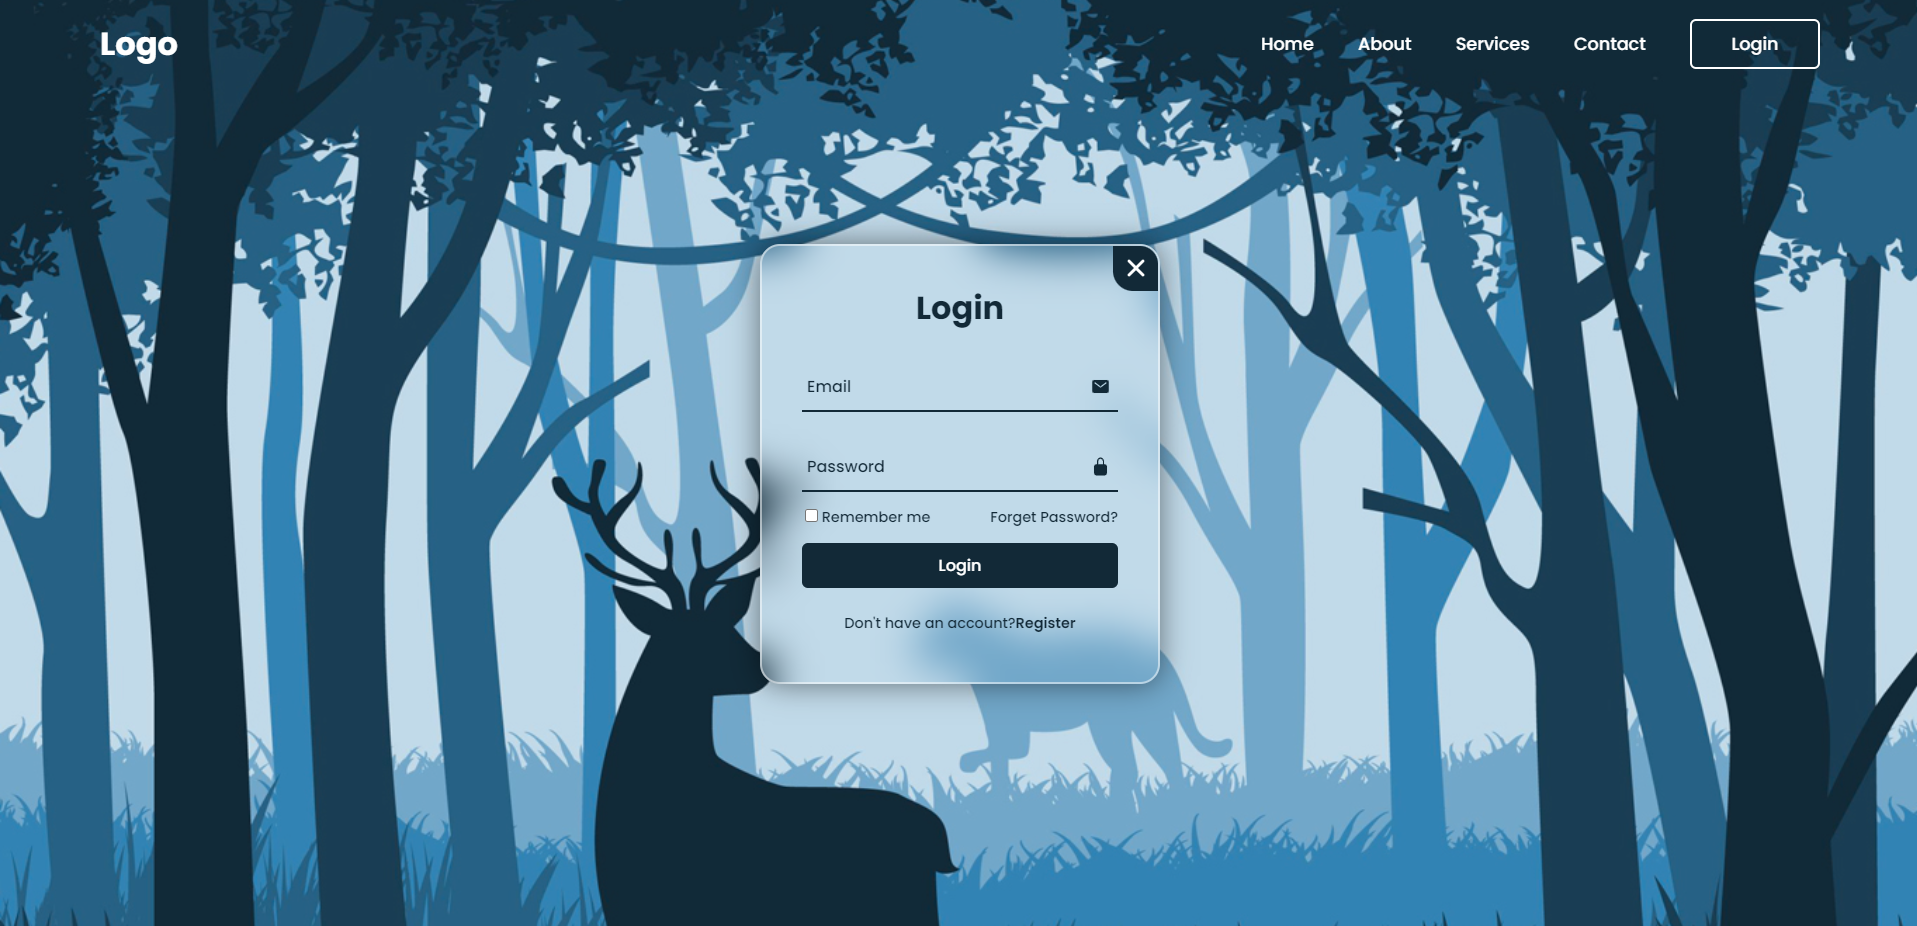 Logo
Home About Services Contact Login
Login
Email
Password
Remember me Forget Password?
Login
Don't have an account?Register